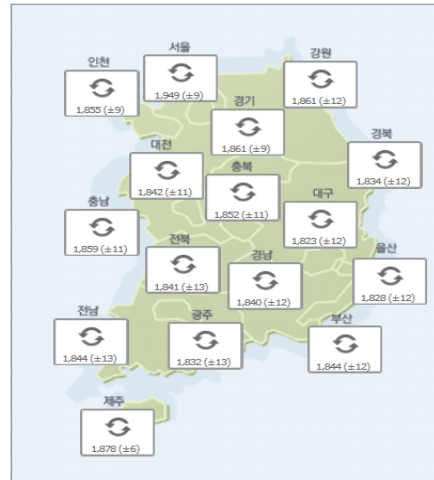 서울
1,949 (±9)
인천
1,855 (±9)
강원
1,861 (±12)
경기
1,861 (±9)
경북
1,834 (±12)
대전
1,842 (±11)
충북
1,852 (±11)
대구
1,823 (±12)
충남
1,859 (±11)
전북
1,841 (±13)
경남
1,840 (±12)
울산
1,828 (±12)
전남
1,844 (±13)
광주
1,832 (±13)
부산
1,844 (±12)
제주
1,878 (±6)